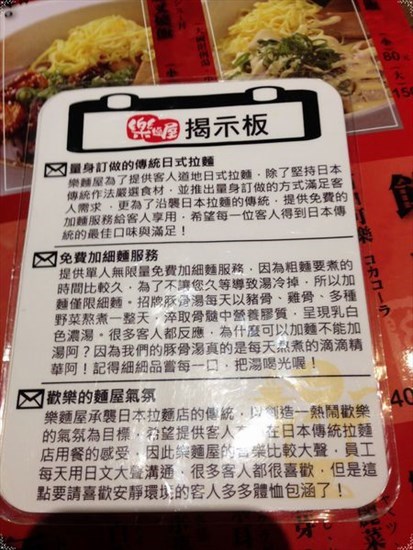 樂麵屋 揭示板
量身訂做的傳統日式拉麵
樂麵屋為了提供客人道地日式拉麵,除了堅持日本
傳統作法嚴選食材,並推出量身訂做的方式滿足客
人需求,更為了沿襲日本拉麵的傳統,提供免費的
加麵服務給客人享用,希望每一位客人得到日本傳
統的最佳口味與滿足!
免費加細麵服務
提供單人無限量免費加細麵服務,因為粗麵要煮的
時間比較久,為了不讓您久等導致湯冷掉,所以加
麵僅限細麵。招牌豚骨湯每天以豬骨、雞骨、多種
野菜熬煮一整天,淬取骨髓中營養膠質,呈現乳白
色濃湯。很多客人都反應,為什麼可以加麵不能加
湯阿?因為我們的豚骨湯真的是每天熬煮的滴滴精
華阿!記得細細品嘗每一口,把湯喝光喔!
歡樂的麵屋氣氛
樂麵屋承襲日本拉麵店的傳統,以創造一熱鬧歡樂
的氣氛為目標,希望提供客人
在日本傳統拉麵
店用餐的感受,因此樂麵屋的音樂比較大聲,員工
每天用日文大聲溝通,很多客人都很喜歡,但是這
點要請喜歡安靜環境的客人多多體恤包涵了!
コカコーラ